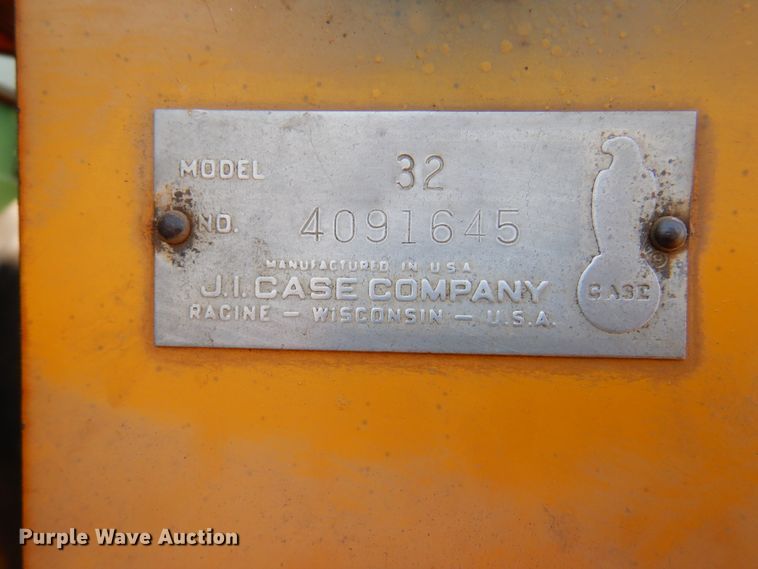 MODEL 32
NO. 4091645
MANUFACTURED IN U.S.A.
J.I. CASE COMPANY
RACINE – WISCONSIN – U.S.A.
CASE
®
Purple Wave Auction